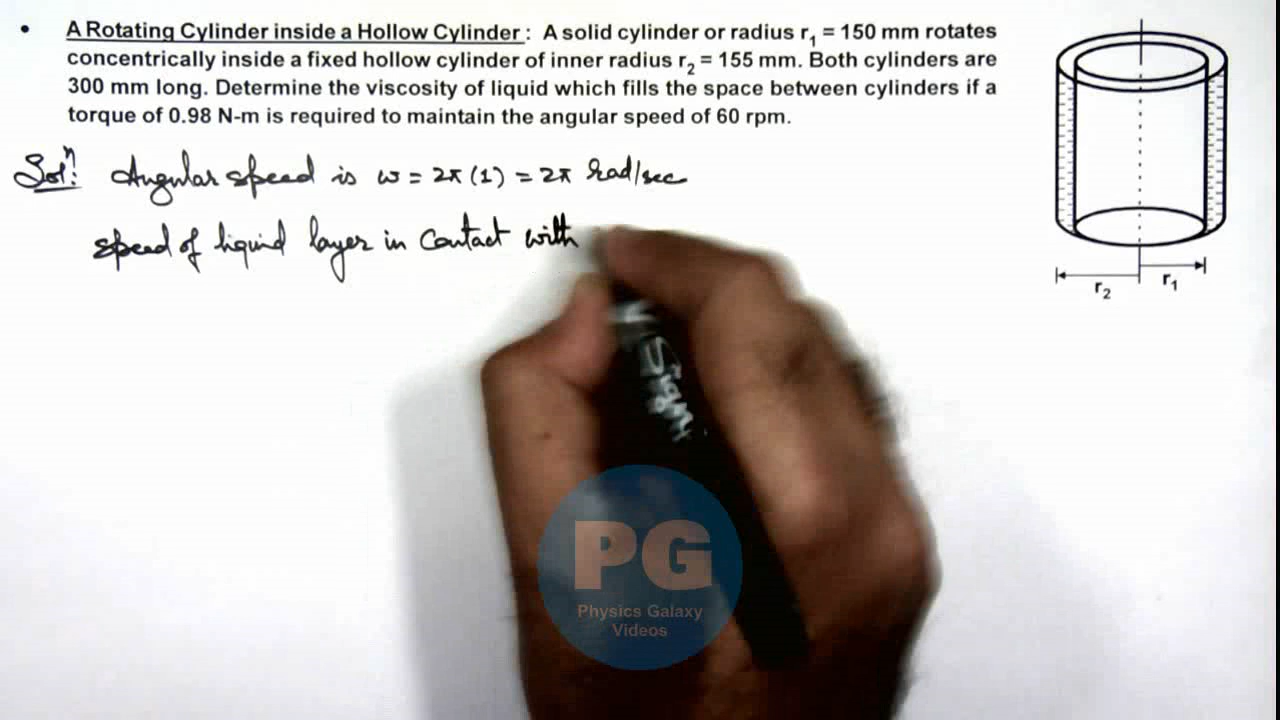 • A Rotating Cylinder inside a Hollow Cylinder : A solid cylinder or radius r₁ = 150 mm rotates
concentrically inside a fixed hollow cylinder of inner radius r₂ = 155 mm. Both cylinders are
300 mm long. Determine the viscosity of liquid which fills the space between cylinders if a
torque of 0.98 N-m is required to maintain the angular speed of 60 rpm.
Solⁿ: Angular speed is ω = 2π (1) = 2π rad/sec
speed of liquid layer in contact with
r₂ r₁
PG
Physics Galaxy
Videos